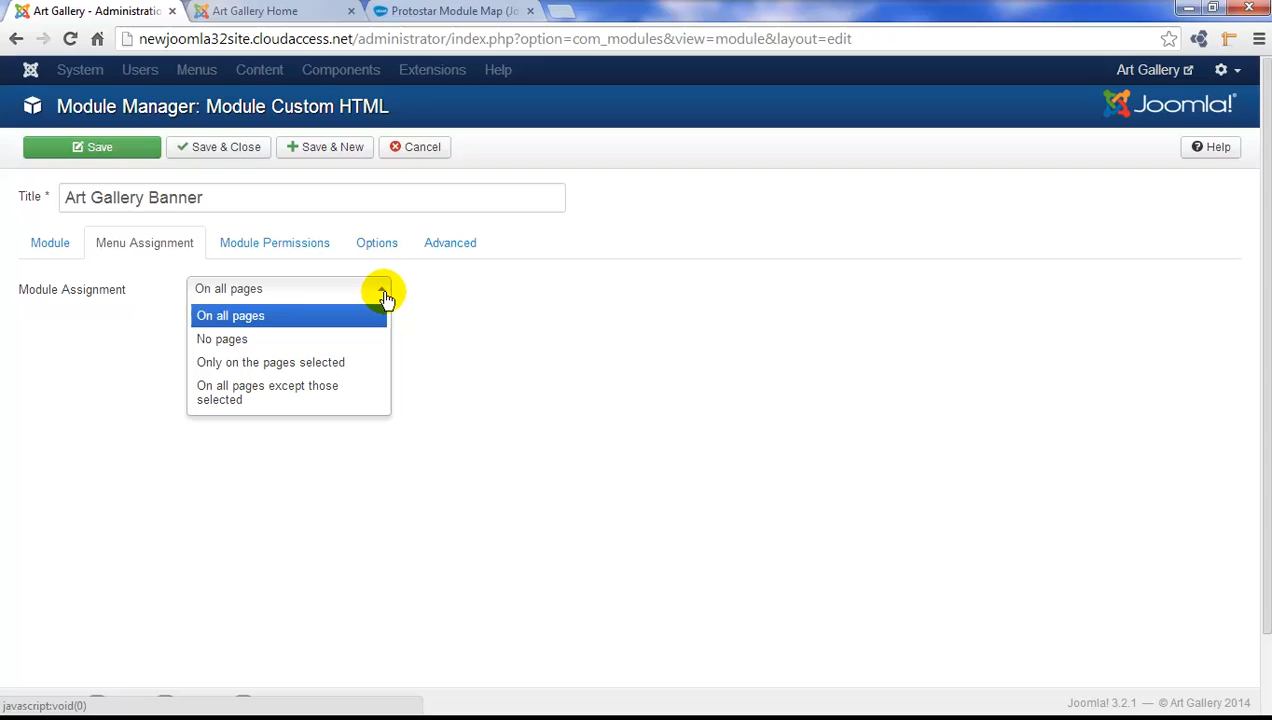 Art Gallery - Administratio
Art Gallery Home
Protostar Module Map (Jo
newjoomla32site.cloudaccess.net/administrator/index.php?option=com_modules&view=module&layout=edit
System Users Menus Content Components Extensions Help
Art Gallery
Module Manager: Module Custom HTML
Joomla!®
Save
Save & Close
Save & New
Cancel
Help
Title *
Art Gallery Banner
Module
Menu Assignment
Module Permissions
Options
Advanced
Module Assignment
On all pages
On all pages
No pages
Only on the pages selected
On all pages except those
selected
javascript:void(0)
Joomla! 3.2.1 — © Art Gallery 2014